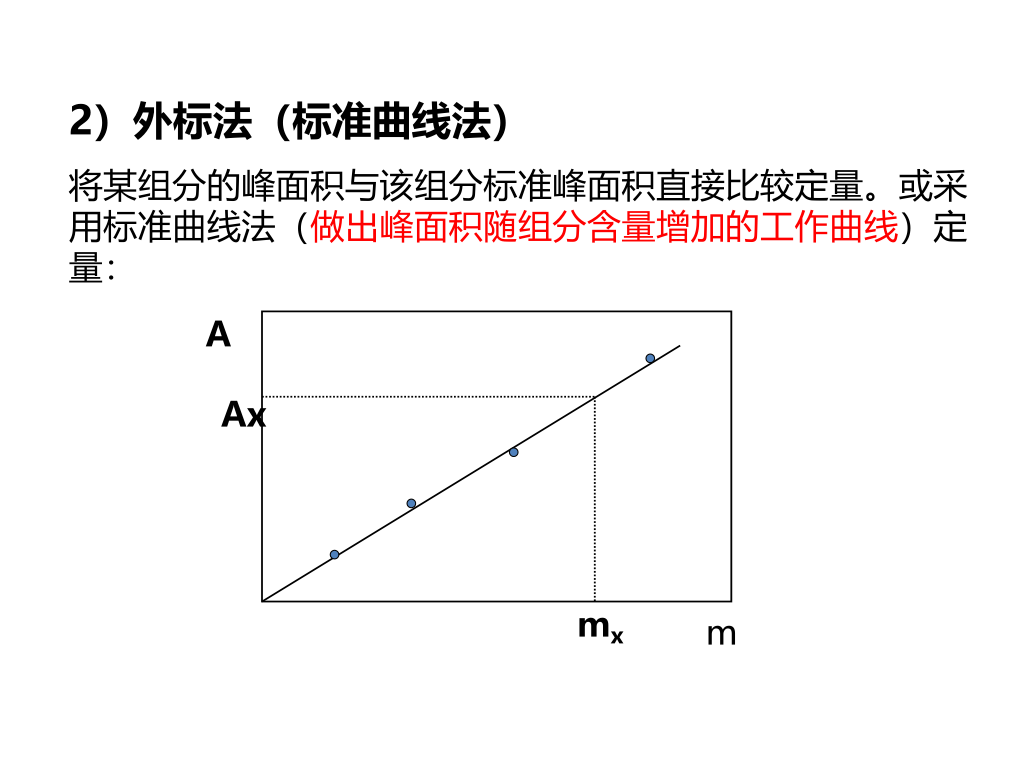 2）外标法（标准曲线法）
将某组分的峰面积与该组分标准峰面积直接比较定量。或采
用标准曲线法（做出峰面积随组分含量增加的工作曲线）定
量：
A
Ax
mx
m